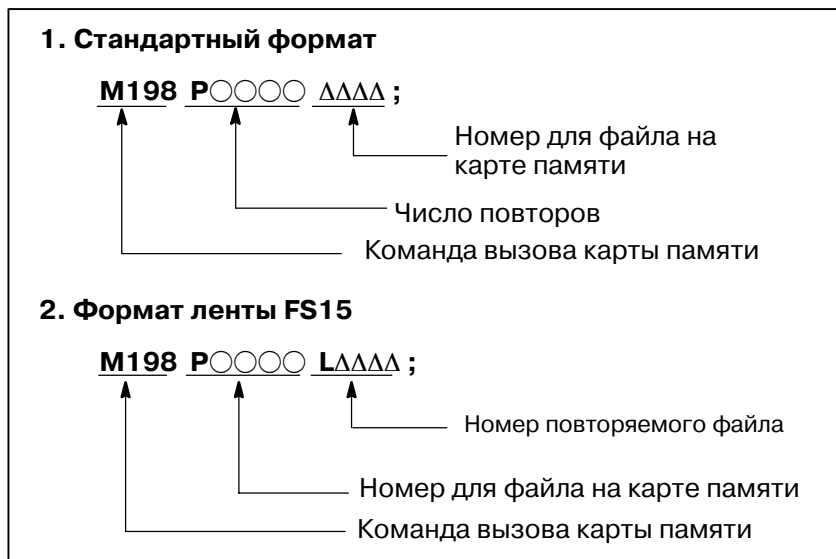 1. Стандартный формат
M198 P○○○○ ΔΔΔΔ ;
Номер для файла на
карте памяти
Число повторов
Команда вызова карты памяти
2. Формат ленты FS15
M198 P○○○○ LΔΔΔΔ ;
Номер повторяемого файла
Номер для файла на карте памяти
Команда вызова карты памяти